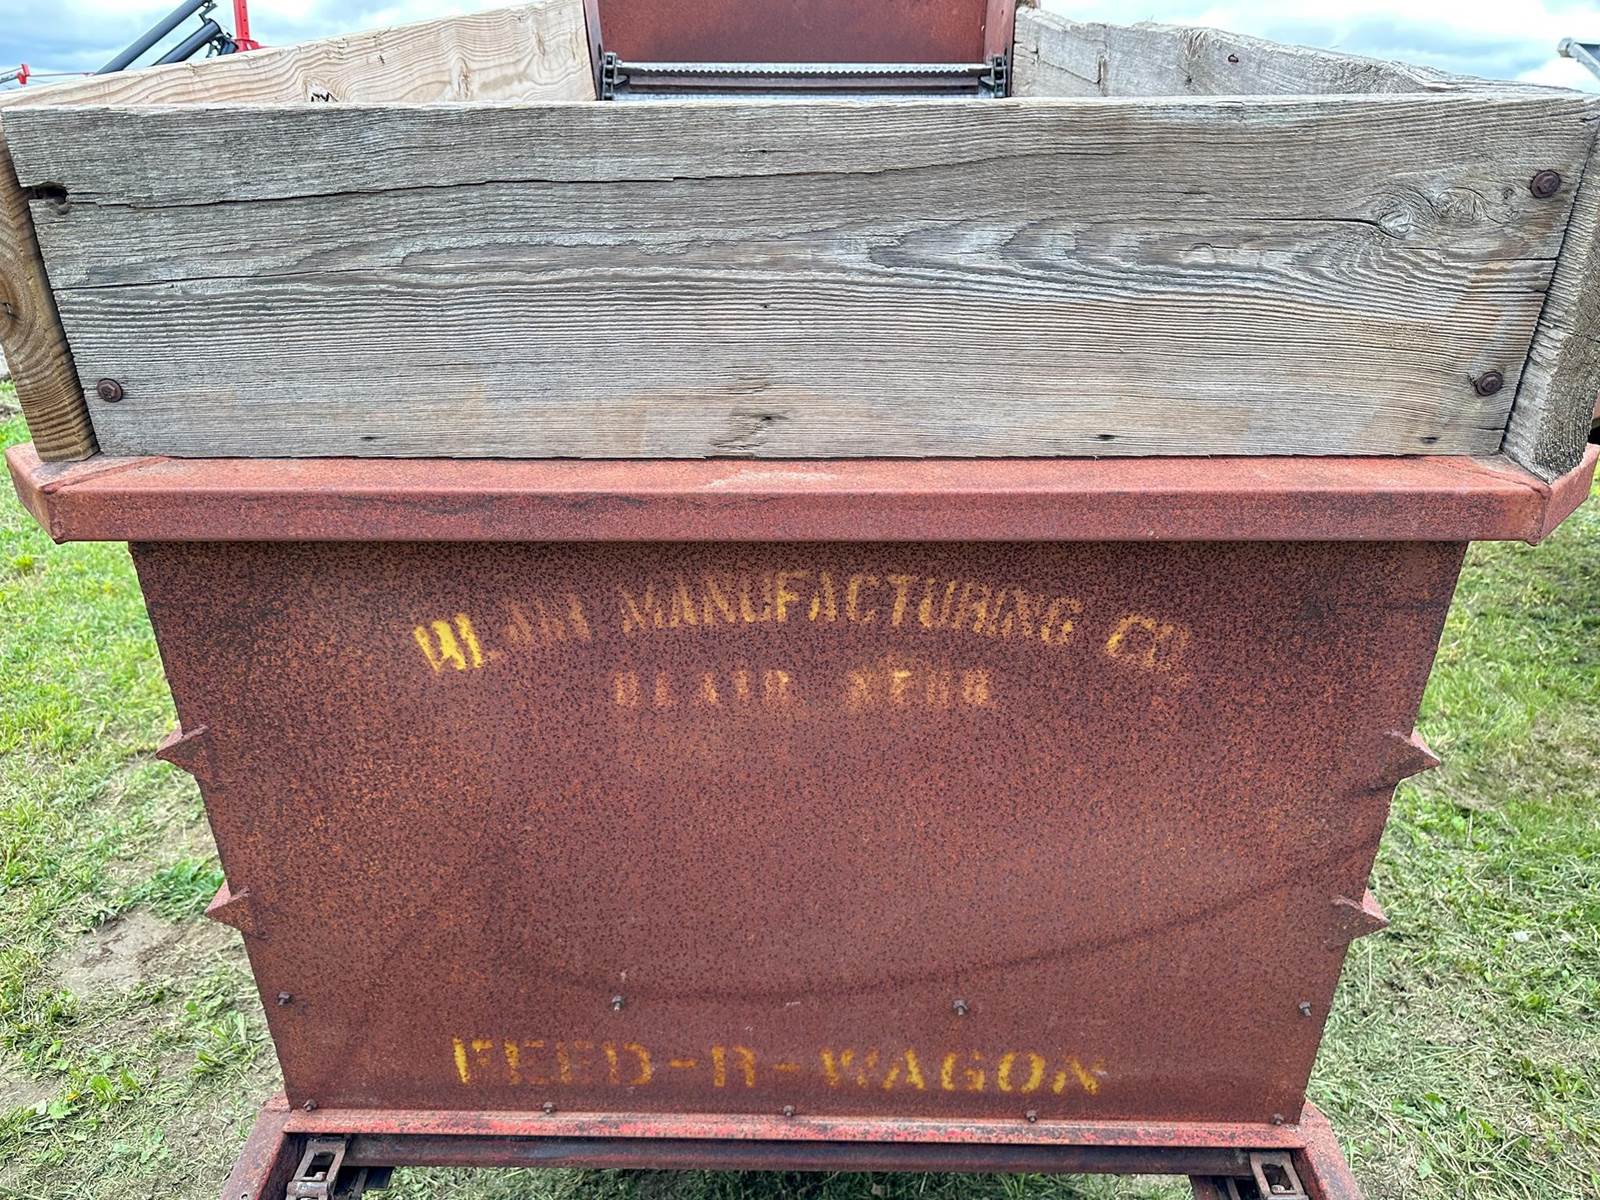 BLAIR MANUFACTURING CO.
BLAIR, NEBR
FEED-R-WAGON